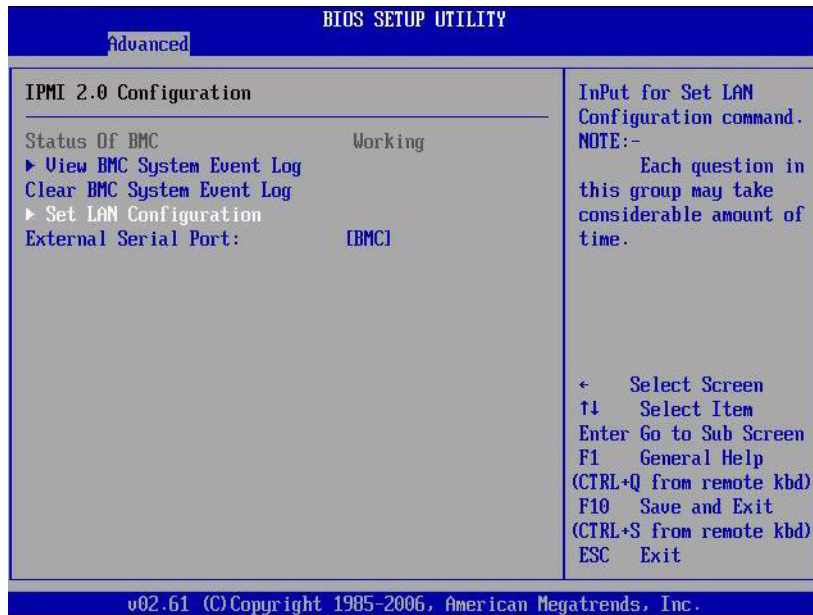 BIOS SETUP UTILITY
Advanced
IPMI 2.0 Configuration
Status Of BMC Working
▶ View BMC System Event Log
Clear BMC System Event Log
▶ Set LAN Configuration
External Serial Port: [BMC]
InPut for Set LAN
Configuration command.
NOTE:-
Each question in
this group may take
considerable amount of
time.
← Select Screen
↑↓ Select Item
Enter Go to Sub Screen
F1 General Help
(CTRL+Q from remote kbd)
F10 Save and Exit
(CTRL+S from remote kbd)
ESC Exit
v02.61 (C)Copyright 1985-2006, American Megatrends, Inc.